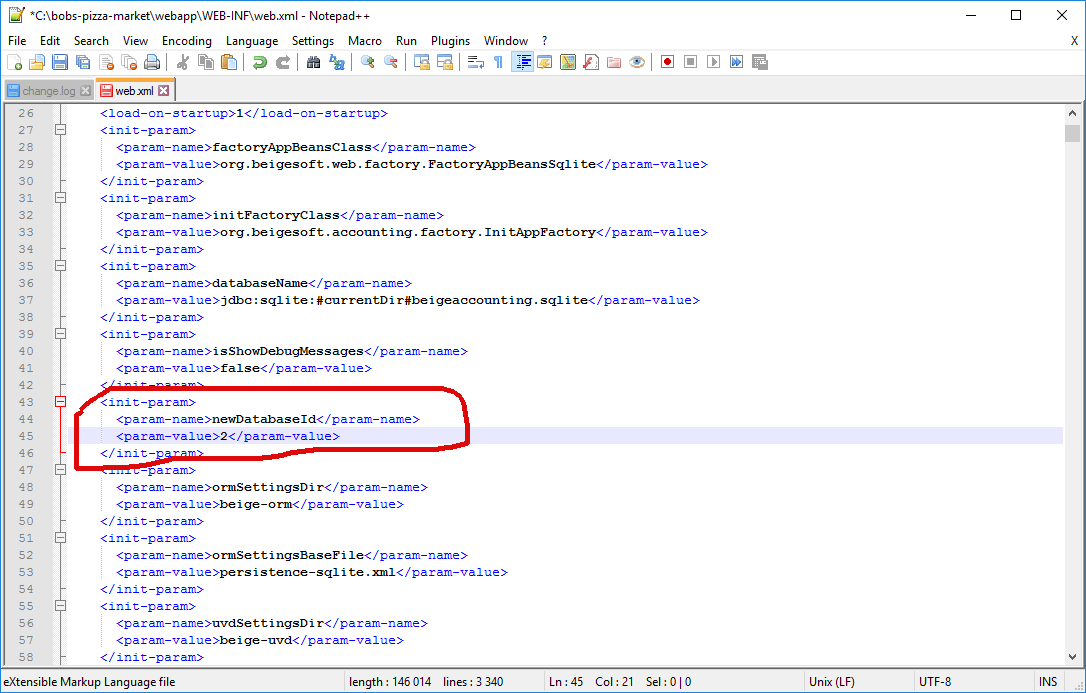 *C:\bobs-pizza-market\webapp\WEB-INF\web.xml - Notepad++
File Edit Search View Encoding Language Settings Macro Run Plugins Window ? X
change.log web.xml
26 <load-on-startup>1</load-on-startup>
27 <init-param>
28 <param-name>factoryAppBeansClass</param-name>
29 <param-value>org.beigesoft.web.factory.FactoryAppBeansSqlite</param-value>
30 </init-param>
31 <init-param>
32 <param-name>initFactoryClass</param-name>
33 <param-value>org.beigesoft.accounting.factory.InitAppFactory</param-value>
34 </init-param>
35 <init-param>
36 <param-name>databaseName</param-name>
37 <param-value>jdbc:sqlite:#currentDir#beigeaccounting.sqlite</param-value>
38 </init-param>
39 <init-param>
40 <param-name>isShowDebugMessages</param-name>
41 <param-value>false</param-value>
42 </init-param>
43 <init-param>
44 <param-name>newDatabaseId</param-name>
45 <param-value>2</param-value>
46 </init-param>
47 <init-param>
48 <param-name>ormSettingsDir</param-name>
49 <param-value>beige-orm</param-value>
50 </init-param>
51 <init-param>
52 <param-name>ormSettingsBaseFile</param-name>
53 <param-value>persistence-sqlite.xml</param-value>
54 </init-param>
55 <init-param>
56 <param-name>uvdSettingsDir</param-name>
57 <param-value>beige-uvd</param-value>
58 </init-param>
eXtensible Markup Language file length : 146 014 lines : 3 340 Ln : 45 Col : 21 Sel : 0 | 0 Unix (LF) UTF-8 INS